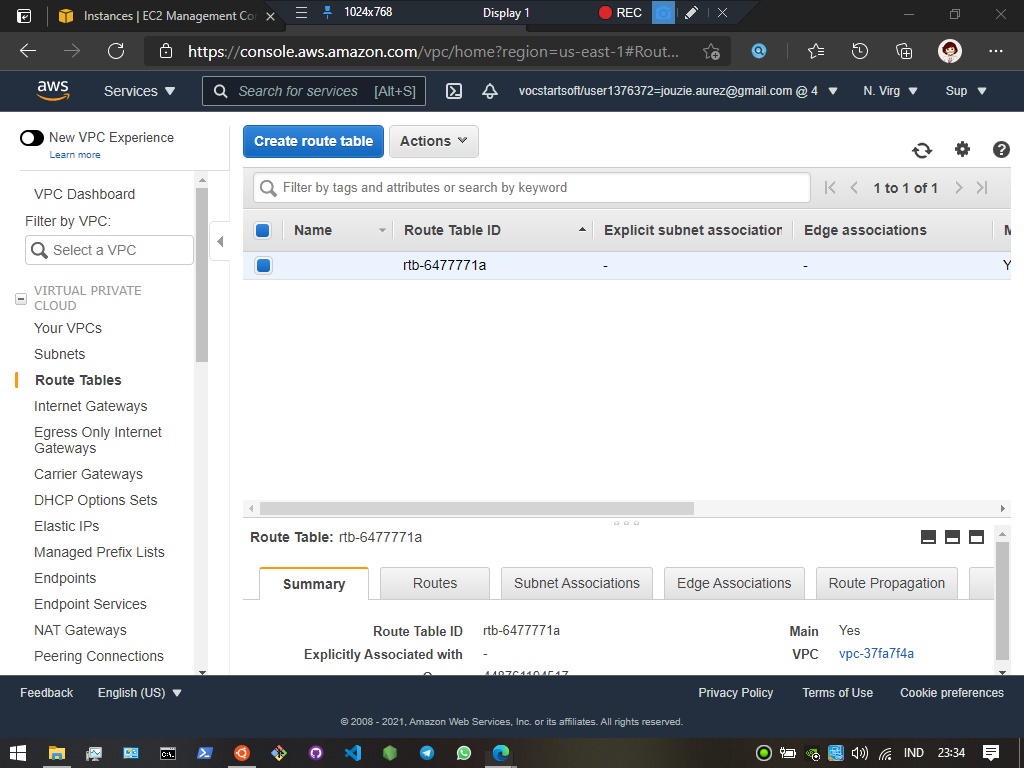 1024x768
Display 1
REC
Instances | EC2 Management Co
https://console.aws.amazon.com/vpc/home?region=us-east-1#Rout...
aws
Services
Search for services [Alt+S]
vocstartsoft/user1376372=jouzie.aurez@gmail.com @ 4
N. Virg
Sup
New VPC Experience
Learn more
VPC Dashboard
Filter by VPC:
Select a VPC
VIRTUAL PRIVATE
CLOUD
Your VPCs
Subnets
Route Tables
Internet Gateways
Egress Only Internet
Gateways
Carrier Gateways
DHCP Options Sets
Elastic IPs
Managed Prefix Lists
Endpoints
Endpoint Services
NAT Gateways
Peering Connections
Create route table
Actions
Filter by tags and attributes or search by keyword
1 to 1 of 1
Name
Route Table ID
Explicit subnet association
Edge associations
M
rtb-6477771a
-
-
Y
Route Table: rtb-6477771a
Summary
Routes
Subnet Associations
Edge Associations
Route Propagation
Route Table ID rtb-6477771a
Main Yes
Explicitly Associated with -
VPC vpc-37fa7f4a
Feedback
English (US)
Privacy Policy
Terms of Use
Cookie preferences
© 2008 - 2021, Amazon Web Services, Inc. or its affiliates. All rights reserved.
IND
23:34